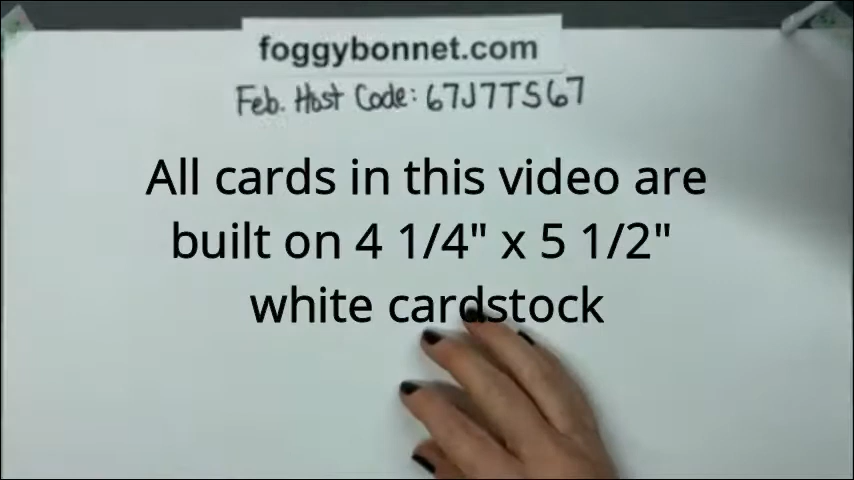 foggybonnet.com
Feb. Host Code: 67J7TS67
All cards in this video are
built on 4 1/4" x 5 1/2"
white cardstock